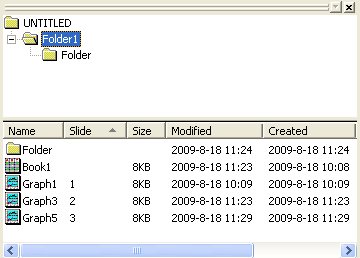 UNTITLED
Folder1
Folder
Name Slide Size Modified Created
Folder 2009-8-18 11:24 2009-8-18 11:24
Book1 8KB 2009-8-18 11:23 2009-8-18 10:08
Graph1 1 8KB 2009-8-18 10:09 2009-8-18 10:09
Graph3 2 8KB 2009-8-18 11:23 2009-8-18 11:23
Graph5 3 8KB 2009-8-18 11:29 2009-8-18 11:29